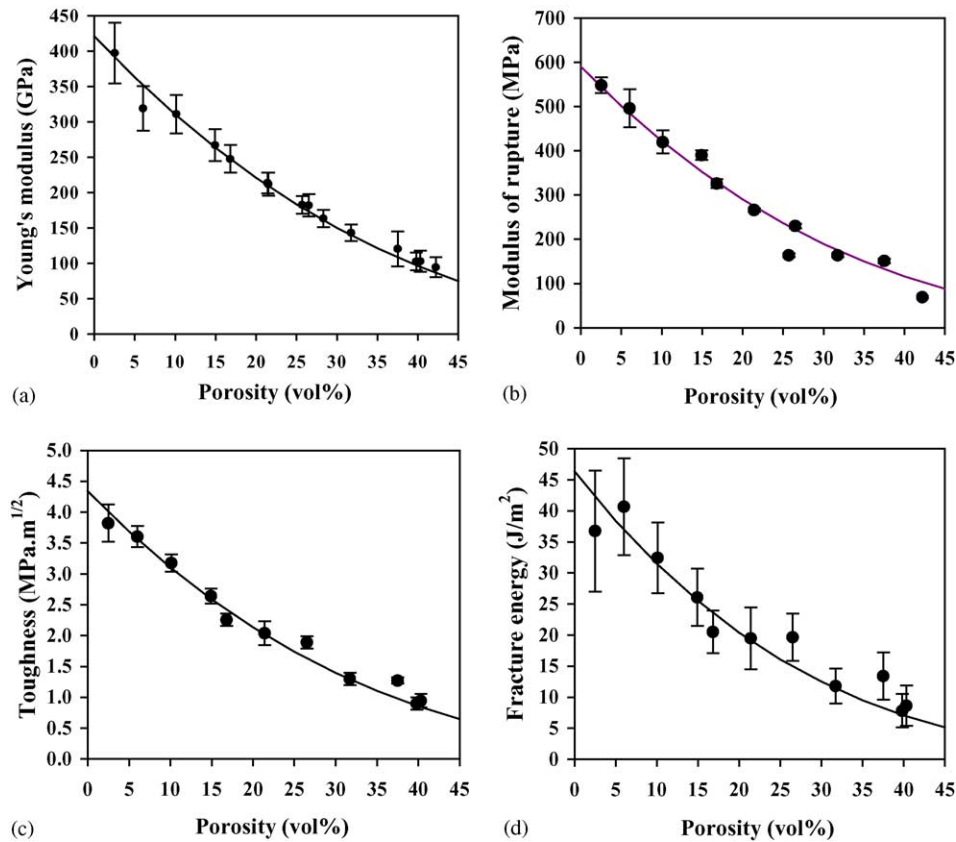 450
400
350
300
250
200
150
100
50
0
Young's modulus (GPa)
0 5 10 15 20 25 30 35 40 45
Porosity (vol%)
(a)
700
600
500
400
300
200
100
0
Modulus of rupture (MPa)
0 5 10 15 20 25 30 35 40 45
Porosity (vol%)
(b)
5.0
4.5
4.0
3.5
3.0
2.5
2.0
1.5
1.0
0.5
0.0
Toughness (MPa.m^1/2)
0 5 10 15 20 25 30 35 40 45
Porosity (vol%)
(c)
50
45
40
35
30
25
20
15
10
5
0
Fracture energy (J/m²)
0 5 10 15 20 25 30 35 40 45
Porosity (vol%)
(d)